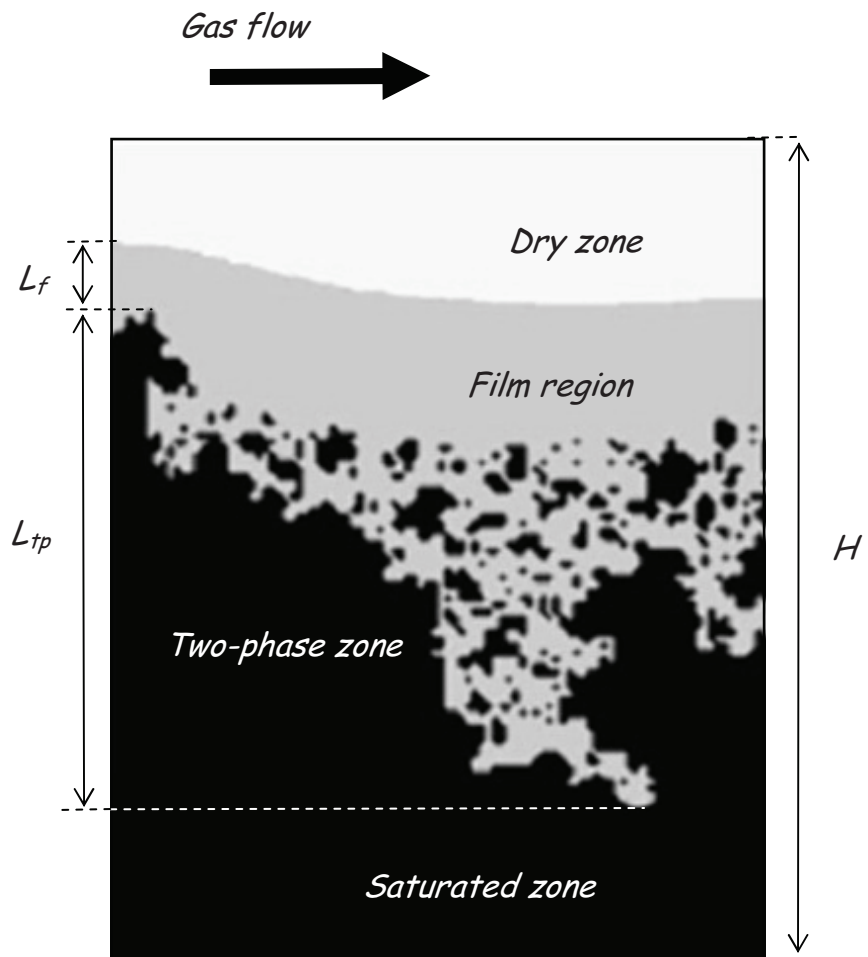 Gas flow
Dry zone
Lf
Film region
Ltp
H
Two-phase zone
Saturated zone